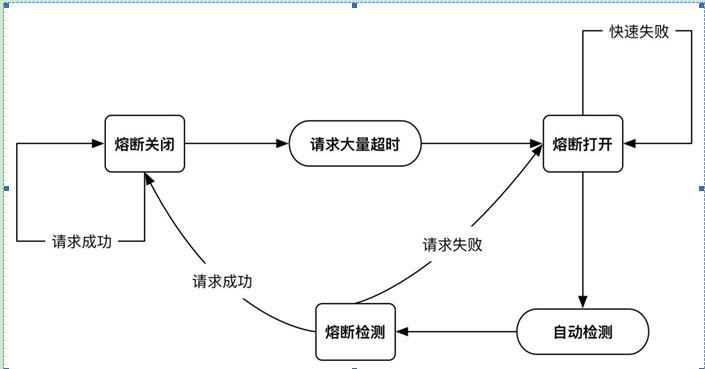 快速失败
熔断关闭
请求大量超时
熔断打开
请求成功
请求失败
请求成功
熔断检测
自动检测